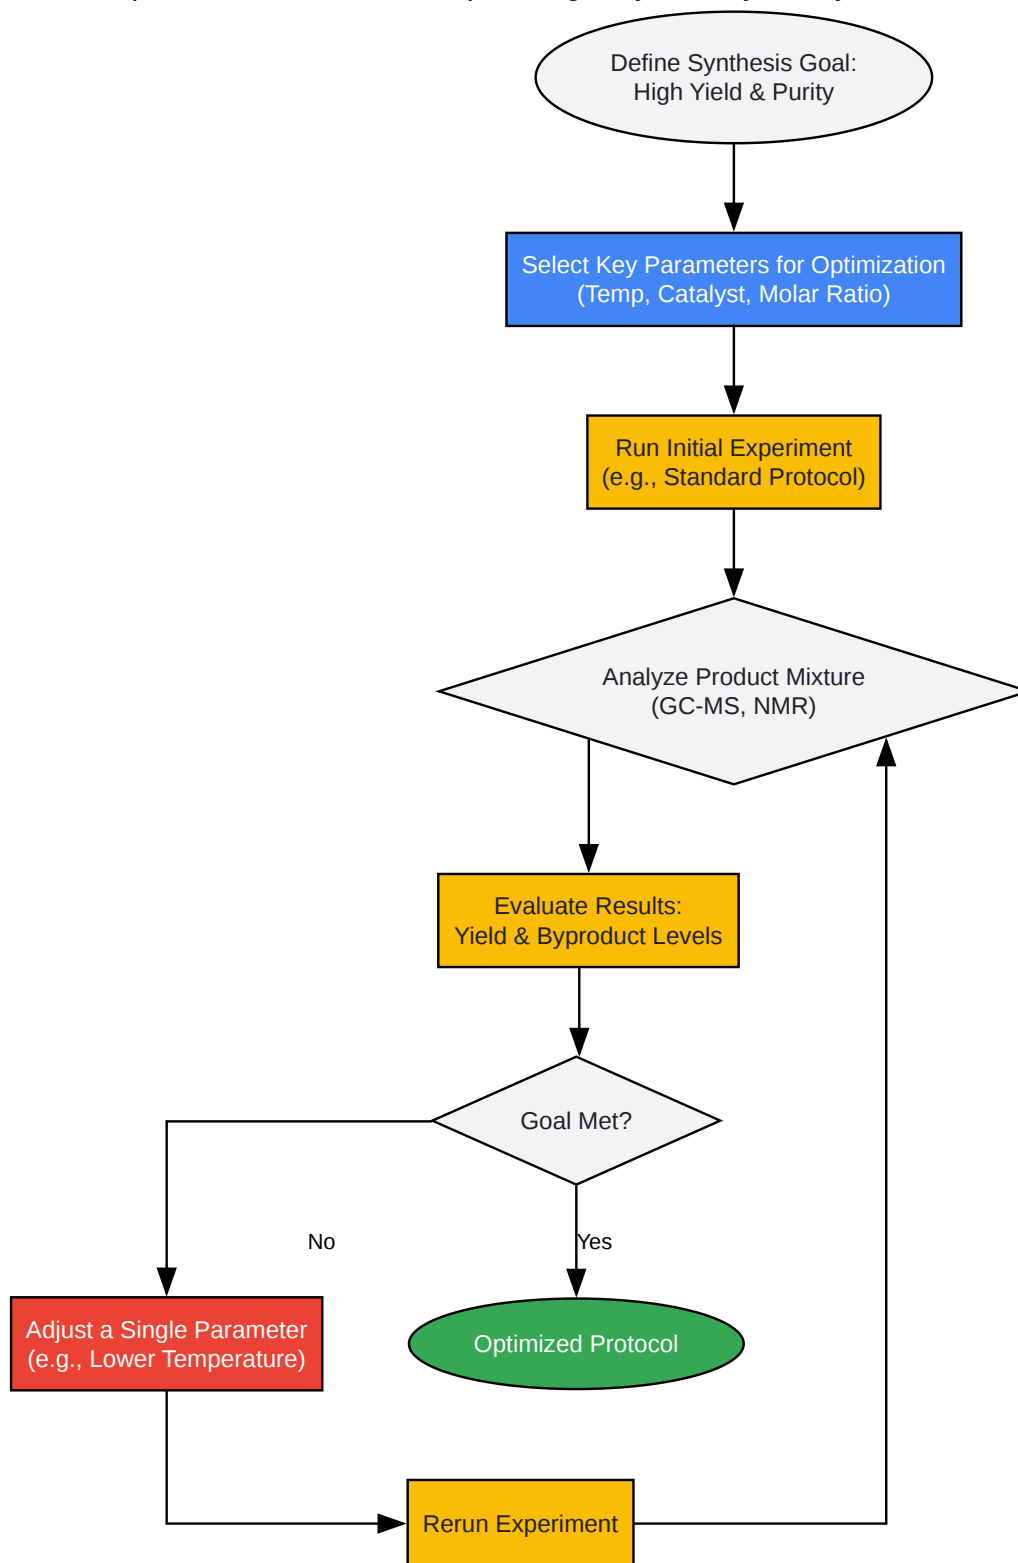 Define Synthesis Goal:
High Yield & Purity
Select Key Parameters for Optimization
(Temp, Catalyst, Molar Ratio)
Run Initial Experiment
(e.g., Standard Protocol)
Analyze Product Mixture
(GC-MS, NMR)
Evaluate Results:
Yield & Byproduct Levels
Goal Met?
No
Yes
Adjust a Single Parameter
(e.g., Lower Temperature)
Optimized Protocol
Rerun Experiment